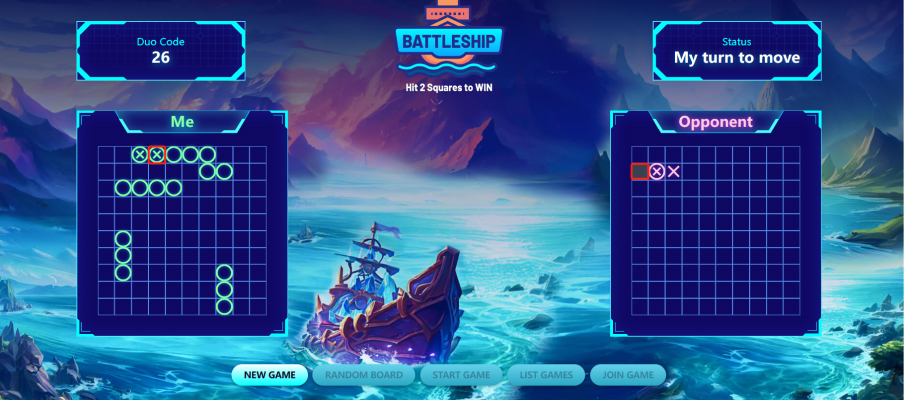 Duo Code
26
BATTLESHIP
Hit 2 Squares to WIN
Status
My turn to move
Me
Opponent
NEW GAME
RANDOM BOARD
START GAME
LIST GAMES
JOIN GAME